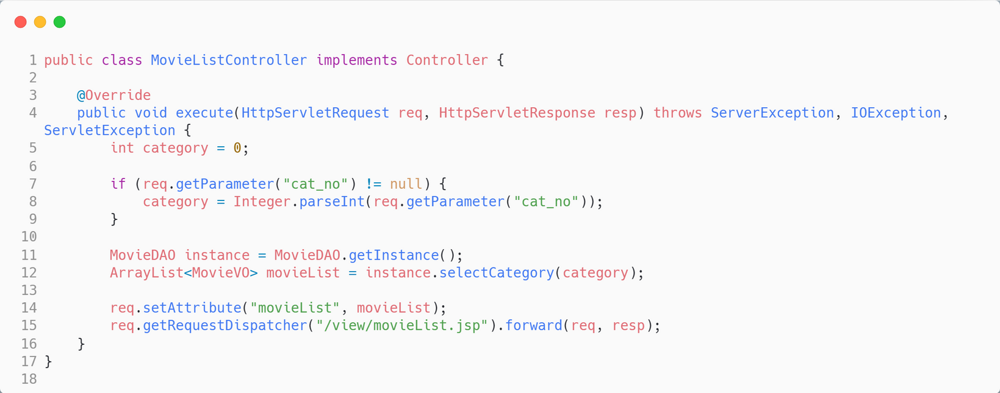 1 public class MovieListController implements Controller {
2
3     @Override
4     public void execute(HttpServletRequest req, HttpServletResponse resp) throws ServerException, IOException,
ServletException {
5         int category = 0;
6
7         if (req.getParameter("cat_no") != null) {
8             category = Integer.parseInt(req.getParameter("cat_no"));
9         }
10
11         MovieDAO instance = MovieDAO.getInstance();
12         ArrayList<MovieVO> movieList = instance.selectCategory(category);
13
14         req.setAttribute("movieList", movieList);
15         req.getRequestDispatcher("/view/movieList.jsp").forward(req, resp);
16     }
17 }
18